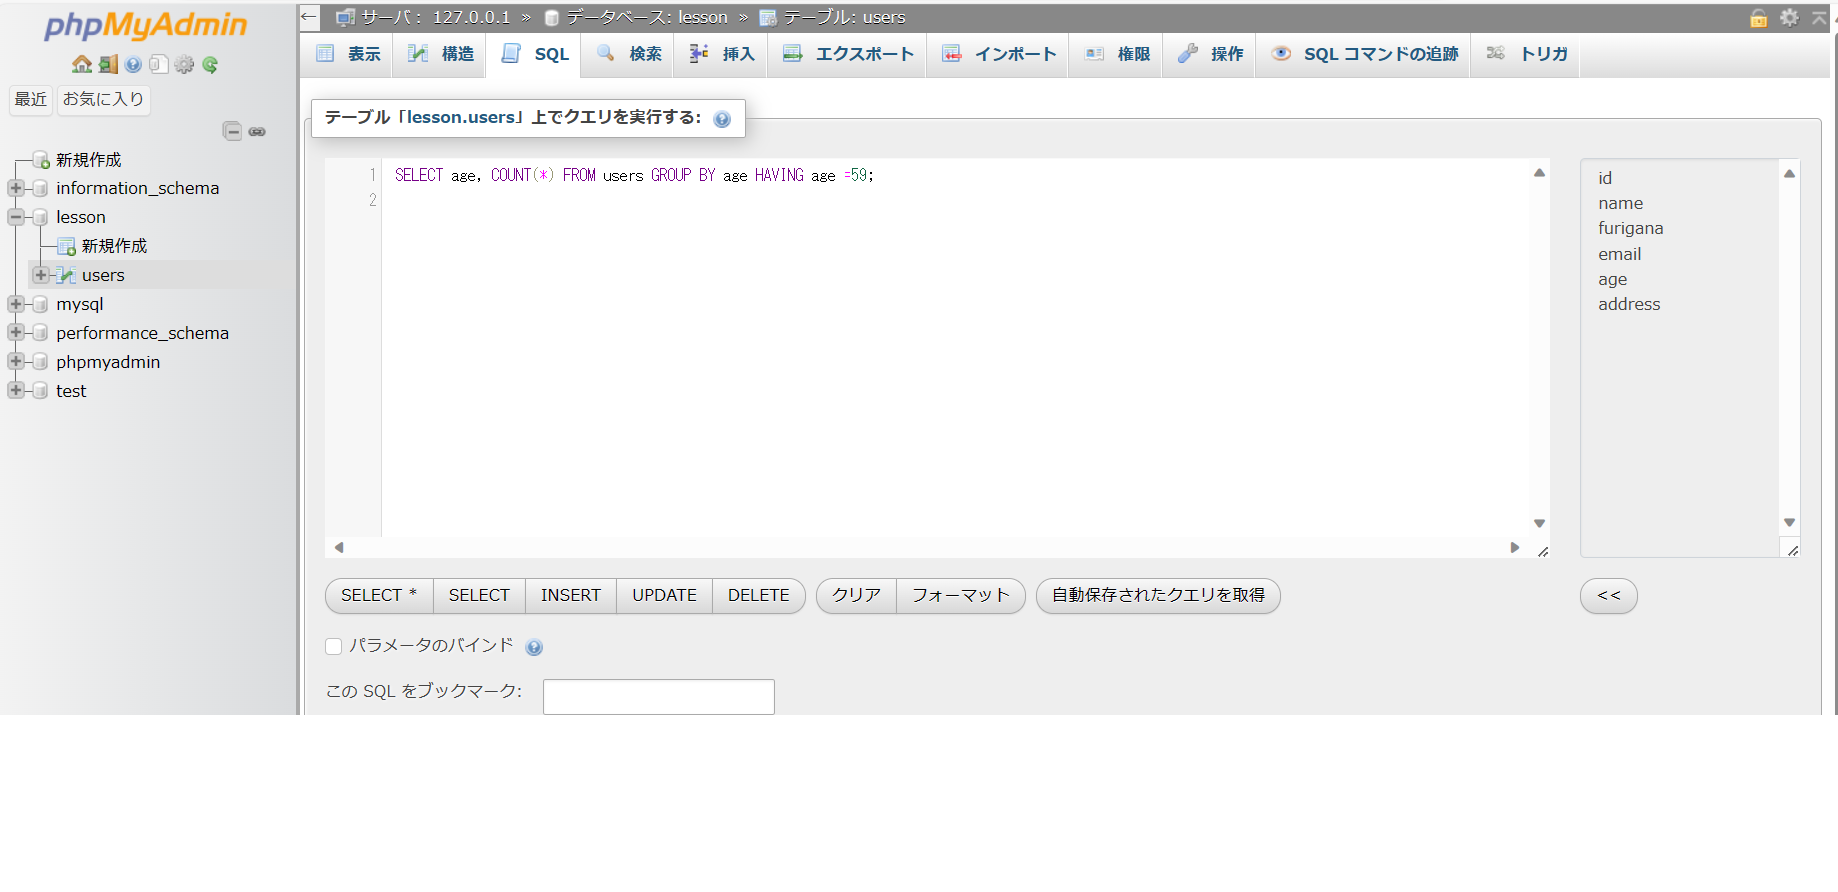 phpMyAdmin
最近 お気に入り
新規作成
information_schema
lesson
新規作成
users
mysql
performance_schema
phpmyadmin
test
← サーバ: 127.0.0.1 » データベース: lesson » テーブル: users
表示 構造 SQL 検索 挿入 エクスポート インポート 権限 操作 SQL コマンドの追跡 トリガ
テーブル「lesson.users」上でクエリを実行する:
1 SELECT age, COUNT(*) FROM users GROUP BY age HAVING age =59;
2
id
name
furigana
email
age
address
SELECT * SELECT INSERT UPDATE DELETE クリア フォーマット 自動保存されたクエリを取得 <<
パラメータのバインド
この SQL をブックマーク: